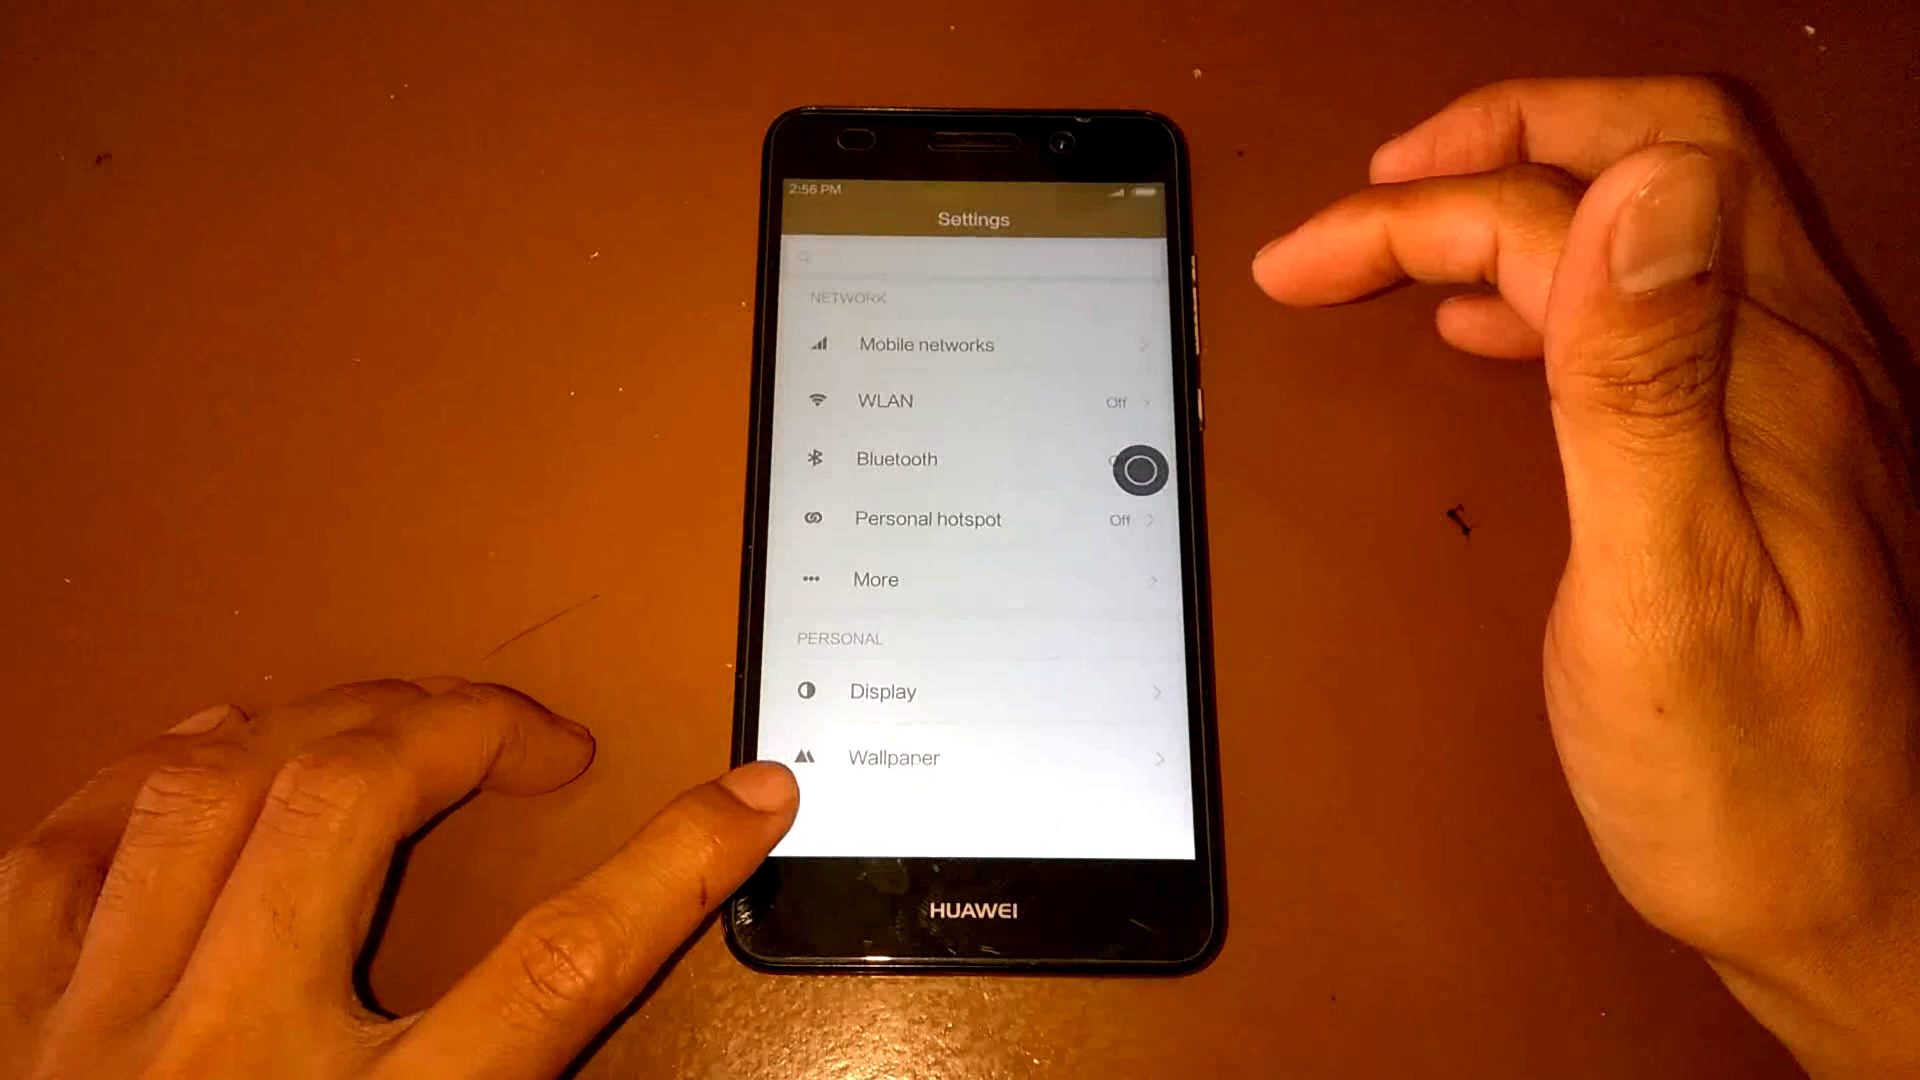 2:56 PM
Settings
NETWORK
Mobile networks
WLAN Off
Bluetooth
Personal hotspot Off
More
PERSONAL
Display
Wallpaper
HUAWEI